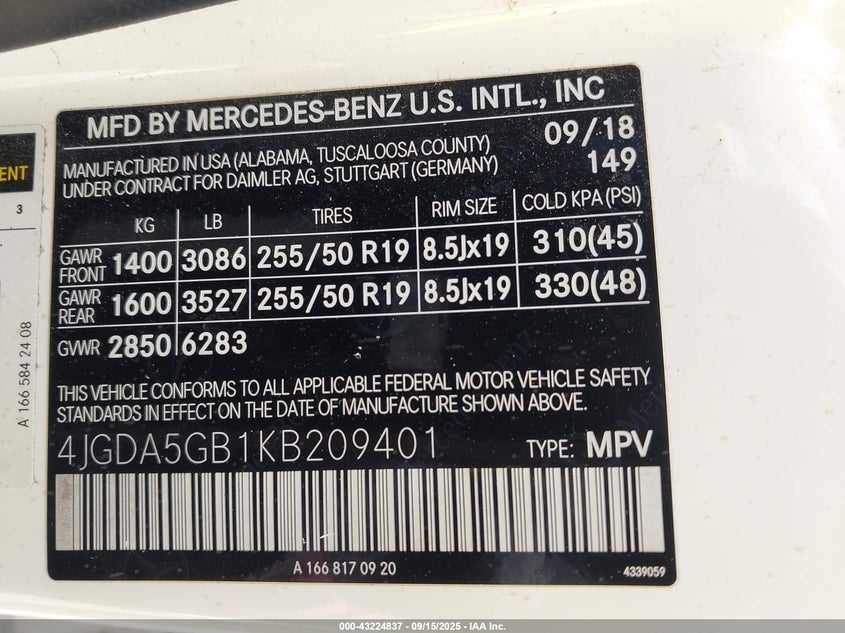 MFD BY MERCEDES-BENZ U.S. INTL., INC
MANUFACTURED IN USA (ALABAMA, TUSCALOOSA COUNTY) 09/18
UNDER CONTRACT FOR DAIMLER AG, STUTTGART (GERMANY) 149
KG LB TIRES RIM SIZE COLD KPA (PSI)
GAWR FRONT 1400 3086 255/50 R19 8.5Jx19 310(45)
GAWR REAR 1600 3527 255/50 R19 8.5Jx19 330(48)
GVWR 2850 6283
THIS VEHICLE CONFORMS TO ALL APPLICABLE FEDERAL MOTOR VEHICLE SAFETY
STANDARDS IN EFFECT ON THE DATE OF MANUFACTURE SHOWN ABOVE.
4JGDA5GB1KB209401 TYPE: MPV
A 166 817 09 20 4339059
ENT
3
A 166 584 24 08
000-43224837 - 09/15/2025 - IAA Inc.